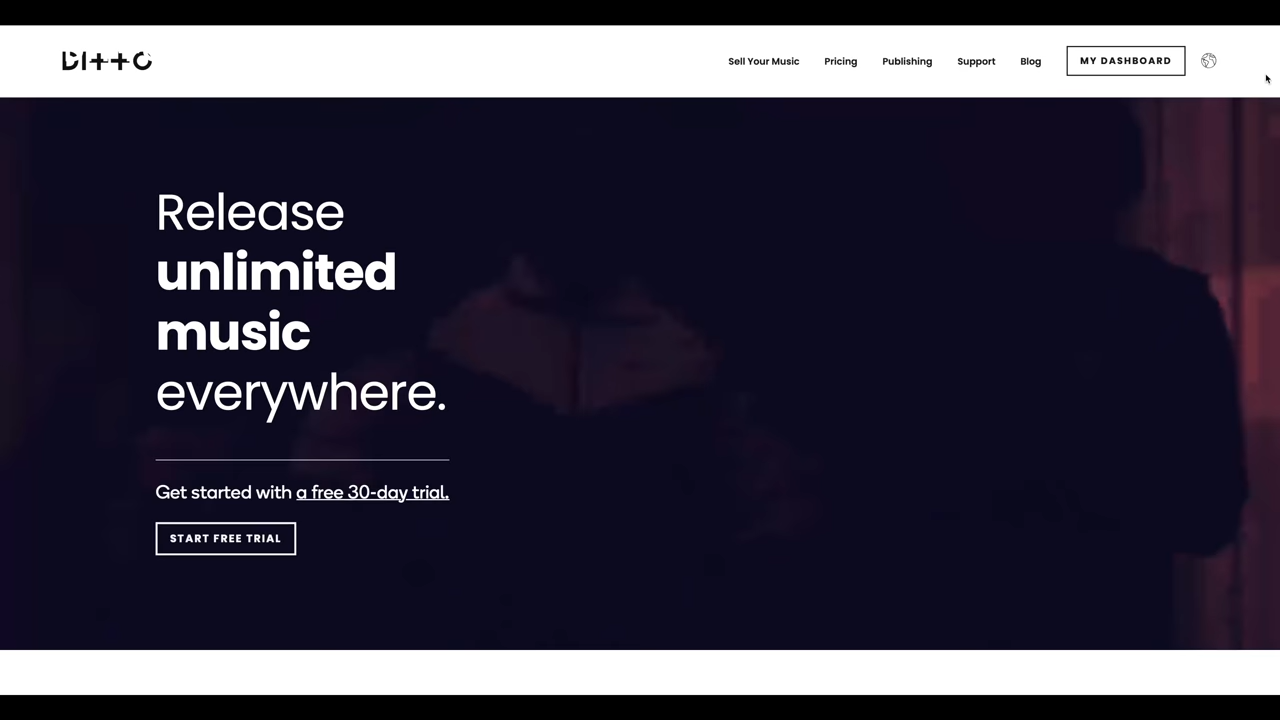 DITTO
Sell Your Music
Pricing
Publishing
Support
Blog
MY DASHBOARD
Release
unlimited
music
everywhere.
Get started with a free 30-day trial.
START FREE TRIAL